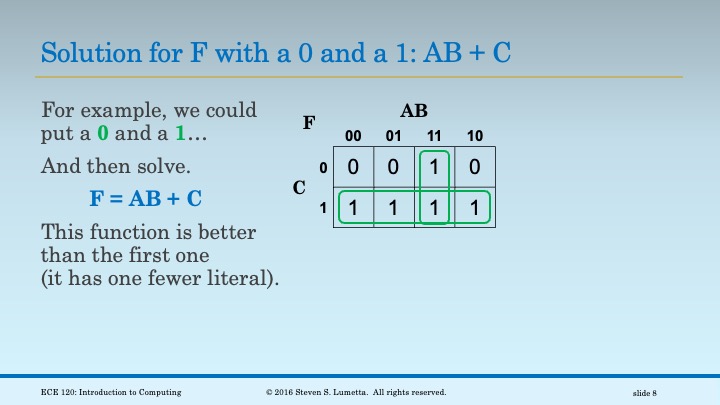 Solution for F with a 0 and a 1: AB + C
For example, we could
put a 0 and a 1…
And then solve.
F = AB + C
This function is better
than the first one
(it has one fewer literal).
F
AB
00 01 11 10
C
0 0 0 1 0
1 1 1 1 1
ECE 120: Introduction to Computing
© 2016 Steven S. Lumetta. All rights reserved.
slide 8